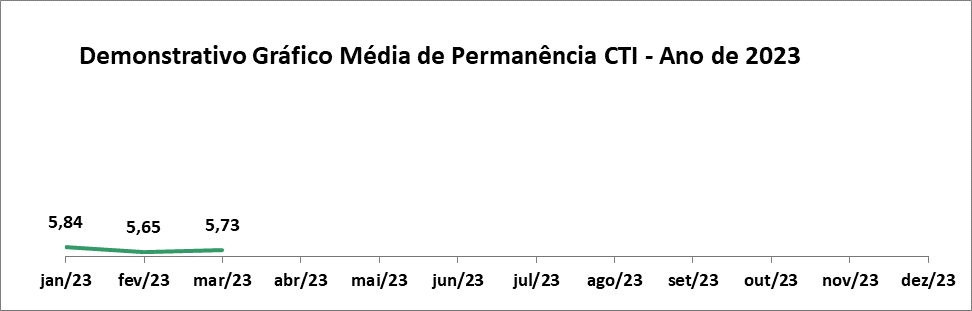 Demonstrativo Gráfico Média de Permanência CTI - Ano de 2023
5,84 5,65 5,73
jan/23 fev/23 mar/23 abr/23 mai/23 jun/23 jul/23 ago/23 set/23 out/23 nov/23 dez/23